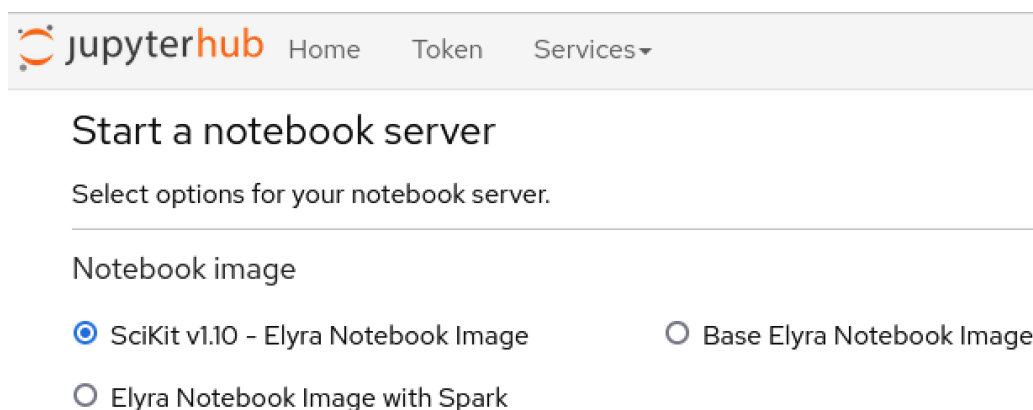 jupyterhub Home Token Services
Start a notebook server
Select options for your notebook server.
Notebook image
SciKit v1.10 - Elyra Notebook Image Base Elyra Notebook Image
Elyra Notebook Image with Spark